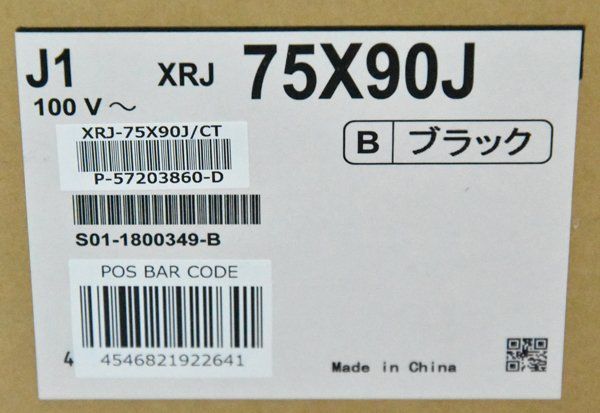 J1 XRJ 75X90J
100 V～
XRJ-75X90J/CT
B ブラック
P-57203860-D
S01-1800349-B
POS BAR CODE
4
4546821922641
Made in China